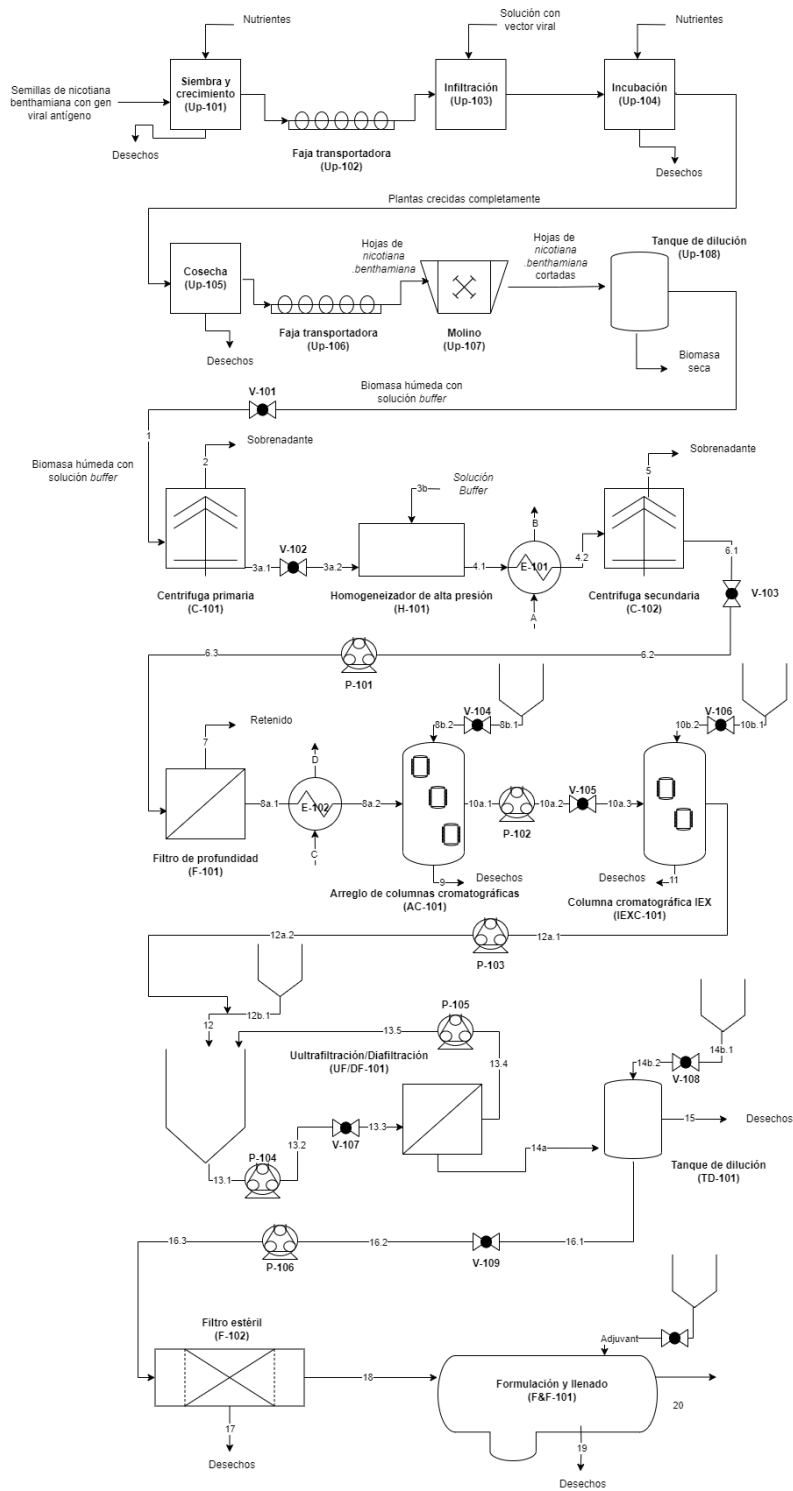 Nutrientes
Solución con
vector viral
Nutrientes
Semillas de nicotiana
benthamiana con gen
viral antígeno
Siembra y
crecimiento
(Up-101)
Infiltración
(Up-103)
Incubación
(Up-104)
Desechos
Faja transportadora
(Up-102)
Desechos
Plantas crecidas completamente
Cosecha
(Up-105)
Hojas de
nicotiana
.benthamiana
Hojas de
nicotiana
.benthamiana
cortadas
Tanque de dilución
(Up-108)
Desechos
Faja transportadora
(Up-106)
Molino
(Up-107)
Biomasa
seca
V-101
Biomasa húmeda con
solución buffer
1
Biomasa húmeda con
solución buffer
2
Sobrenadante
3b
Solución
Buffer
5
Sobrenadante
3a.1
V-102
3a.2
4.1
B
E-101
A
4.2
6.1
V-103
Centrifuga primaria
(C-101)
Homogeneizador de alta presión
(H-101)
Centrifuga secundaria
(C-102)
6.3
P-101
6.2
7
Retenido
D
V-104
8b.2
8b.1
V-106
10b.2
10b.1
8a.1
E-102
C
8a.2
10a.1
P-102
10a.2
V-105
10a.3
Filtro de profundidad
(F-101)
9
Desechos
Arreglo de columnas cromatográficas
(AC-101)
Desechos
11
Columna cromatográfica IEX
(IEXC-101)
12a.2
P-103
12a.1
12
12b.1
P-105
13.5
13.4
Uultrafiltración/Diafiltración
(UF/DF-101)
14b.2
14b.1
V-108
13.1
P-104
13.2
V-107
13.3
14a
15
Desechos
Tanque de dilución
(TD-101)
16.3
P-106
16.2
V-109
16.1
Filtro estéril
(F-102)
Adjuvant
17
Desechos
18
Formulación y llenado
(F&F-101)
19
Desechos
20